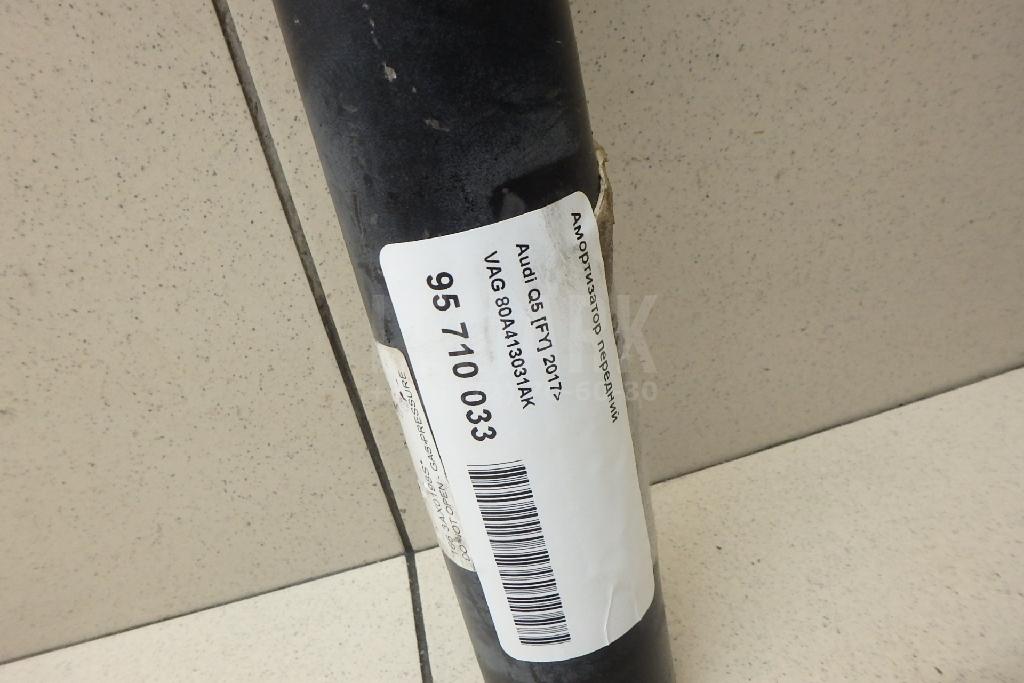 Амортизатор передний
Audi Q5 [FY] 2017>
VAG 80A413031AK
95 710 033
DO NOT OPEN - GAS-PRESSURE